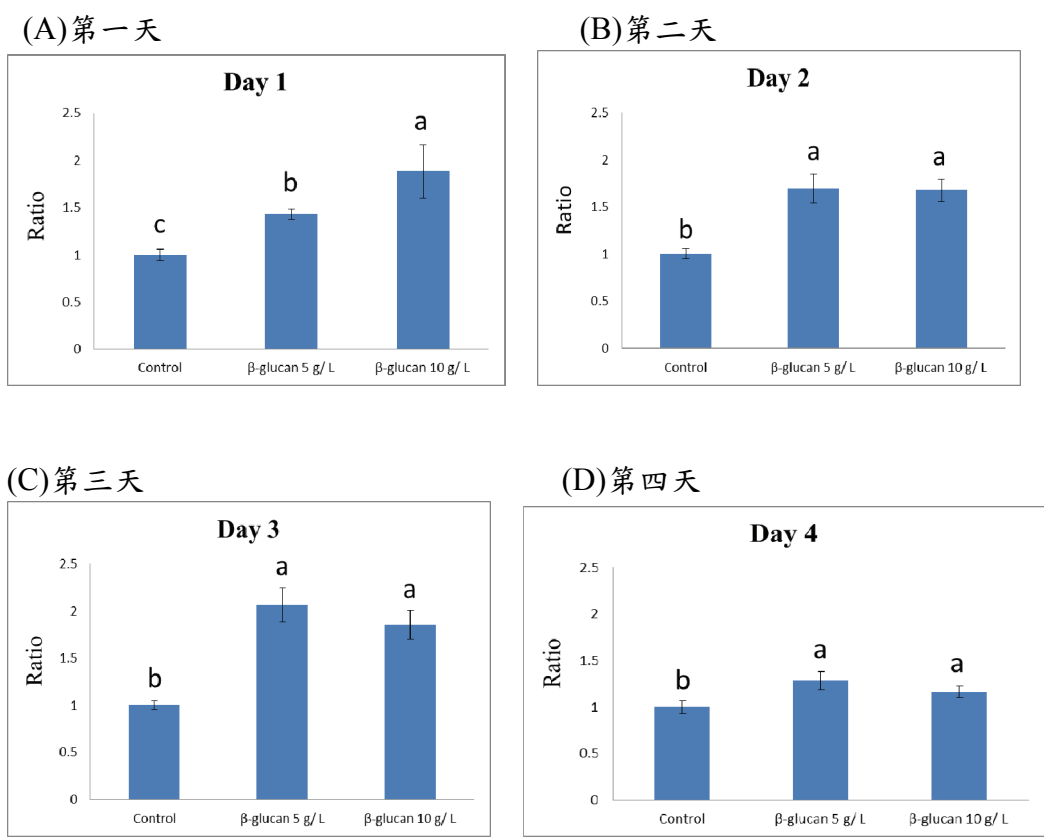 (A)第一天
Day 1
2.5
2
1.5
1
0.5
0
Ratio
c
b
a
Control
β-glucan 5 g/ L
β-glucan 10 g/ L
(B)第二天
Day 2
2.5
2
1.5
1
0.5
0
Ratio
b
a
a
Control
β-glucan 5 g/ L
β-glucan 10 g/ L
(C)第三天
Day 3
2.5
2
1.5
1
0.5
0
Ratio
b
a
a
Control
β-glucan 5 g/ L
β-glucan 10 g/ L
(D)第四天
Day 4
2.5
2
1.5
1
0.5
0
Ratio
b
a
a
Control
β-glucan 5 g/ L
β-glucan 10 g/ L